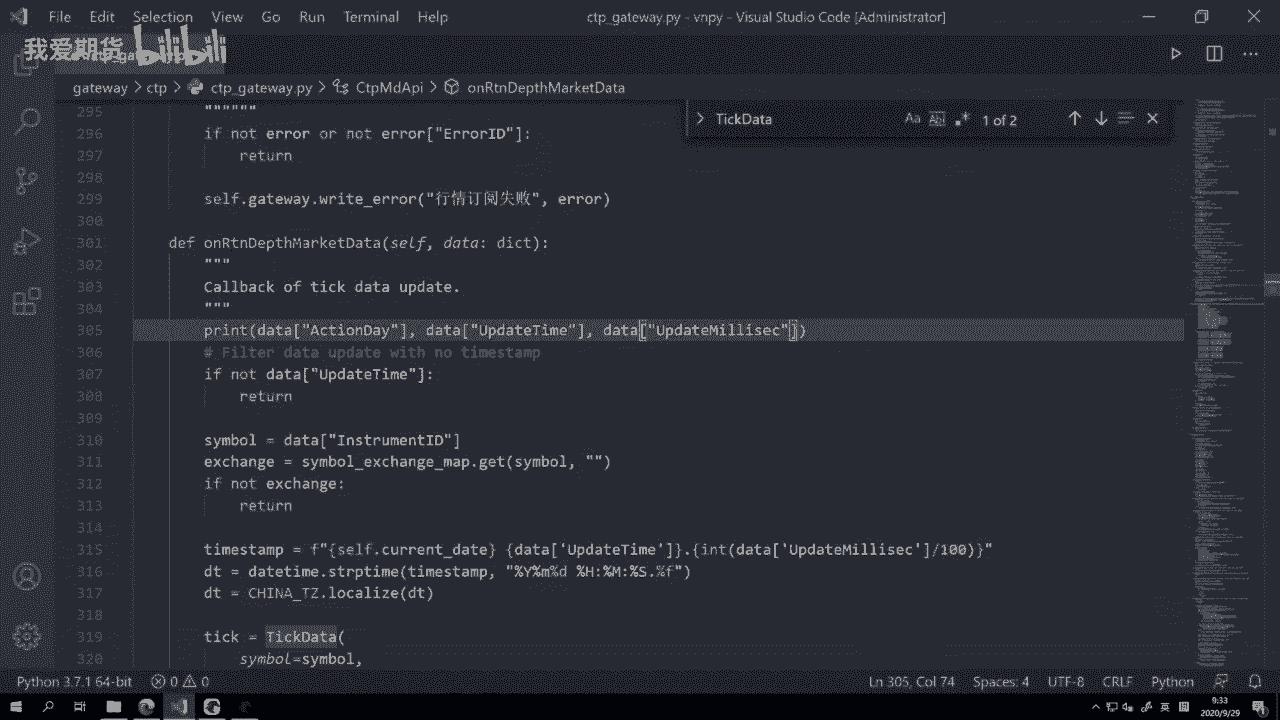 File Edit Selection View Go Run Terminal Help ctp_gateway.py - vnpy - Visual Studio Code [Administrator]
我爱期货 bilibili
gateway > ctp > ctp_gateway.py > CtpMdApi > onRtnDepthMarketData
TickData Aa 1 of 2
295 """
296 if not error or not error["ErrorID"]:
297 return
298
299 self.gateway.write_error("行情订阅失败", error)
300
301 def onRtnDepthMarketData(self, data: dict):
302 """
303 Callback of tick data update.
304 """
305 print(data["ActionDay"], data["UpdateTime"], data["UpdateMillisec"])
306 # Filter data update with no timestamp
307 if not data["UpdateTime"]:
308 return
309
310 symbol = data["InstrumentID"]
311 exchange = symbol_exchange_map.get(symbol, "")
312 if not exchange:
313 return
314
315 timestamp = .current_date 'UpdateTime'
316 dt = datetime.strptime(timestamp, "%Y%m%d %H:%M:%S.%f")
317 dt = CHINA_TZ.localize(dt)
318
319 tick = TickData(
320 symbol=symbol,
Python 3.7.1 64-bit 0 0 Ln 305, Col 74 Spaces: 4 UTF-8 CRLF Python
英 9:33
2020/9/29